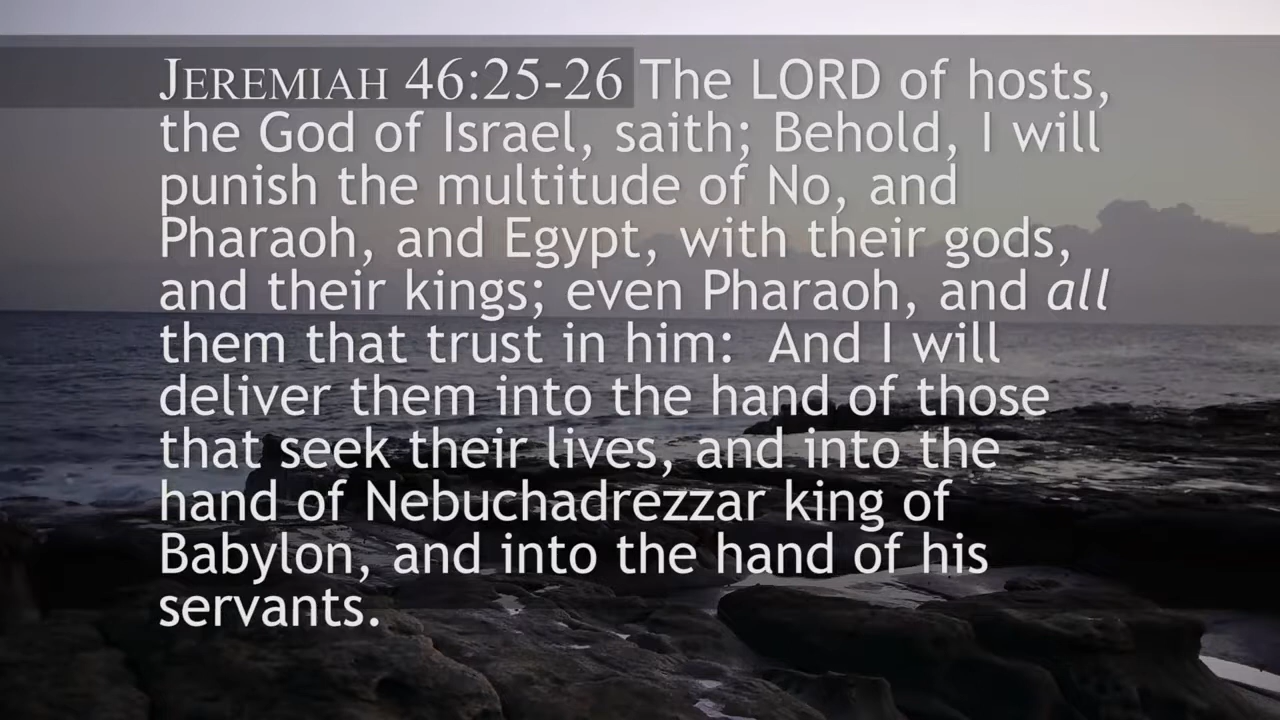 JEREMIAH 46:25-26 The LORD of hosts,
the God of Israel, saith; Behold, I will
punish the multitude of No, and
Pharaoh, and Egypt, with their gods,
and their kings; even Pharaoh, and all
them that trust in him:  And I will
deliver them into the hand of those
that seek their lives, and into the
hand of Nebuchadrezzar king of
Babylon, and into the hand of his
servants.